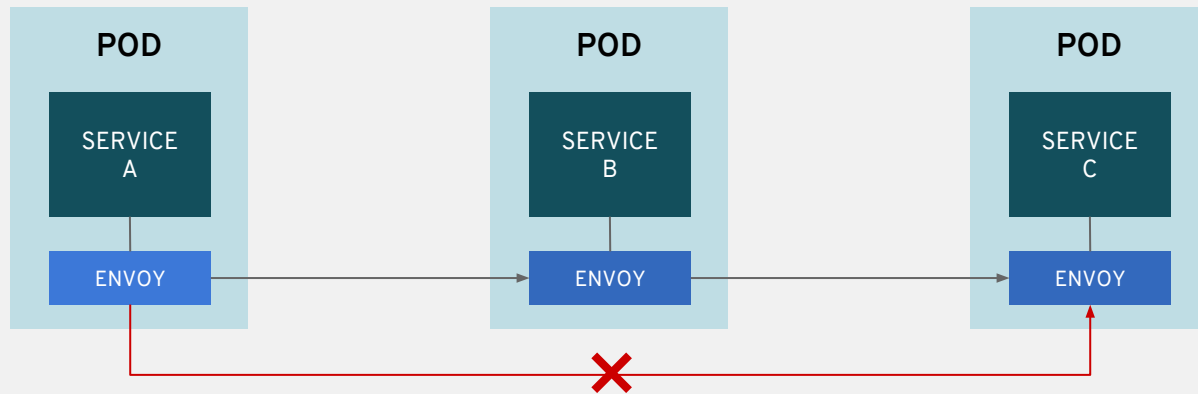 POD
POD
POD
SERVICE
A
SERVICE
B
SERVICE
C
ENVOY
ENVOY
ENVOY